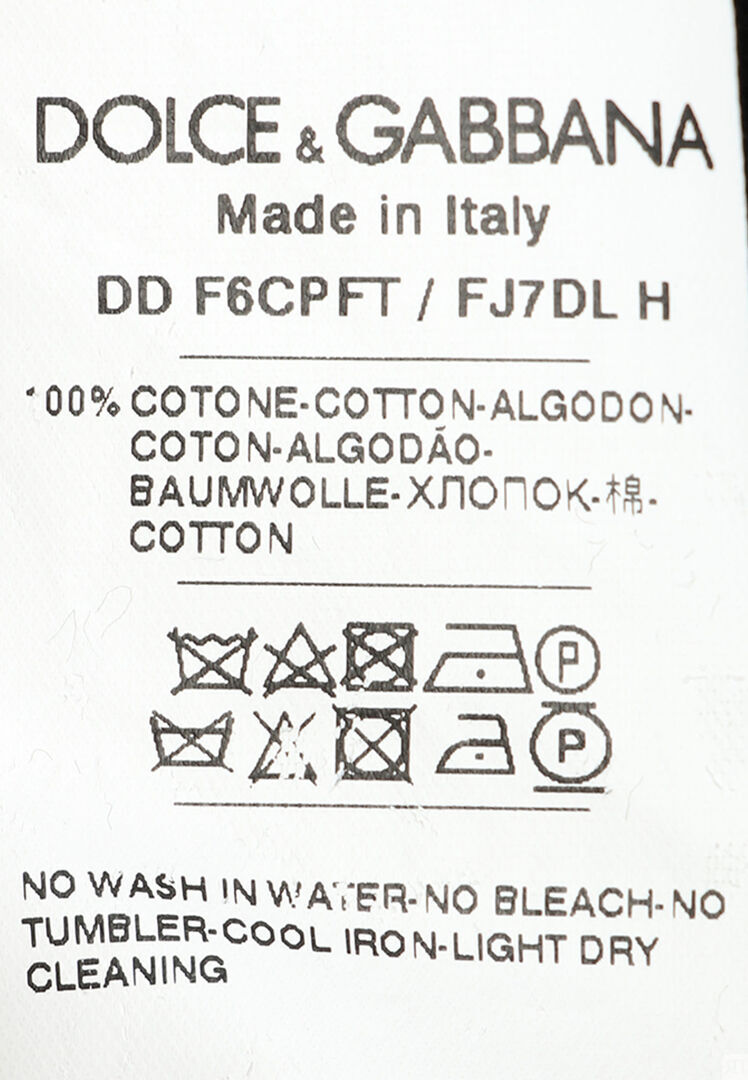 DOLCE & GABBANA
Made in Italy
DD F6CPFT / FJ7DL H
100% COTONE-COTTON-ALGODON-
COTON-ALGODÃO-
BAUMWOLLE-ХЛОПОК-棉-
COTTON
P
P
NO WASH IN WATER-NO BLEACH-NO
TUMBLER-COOL IRON-LIGHT DRY
CLEANING